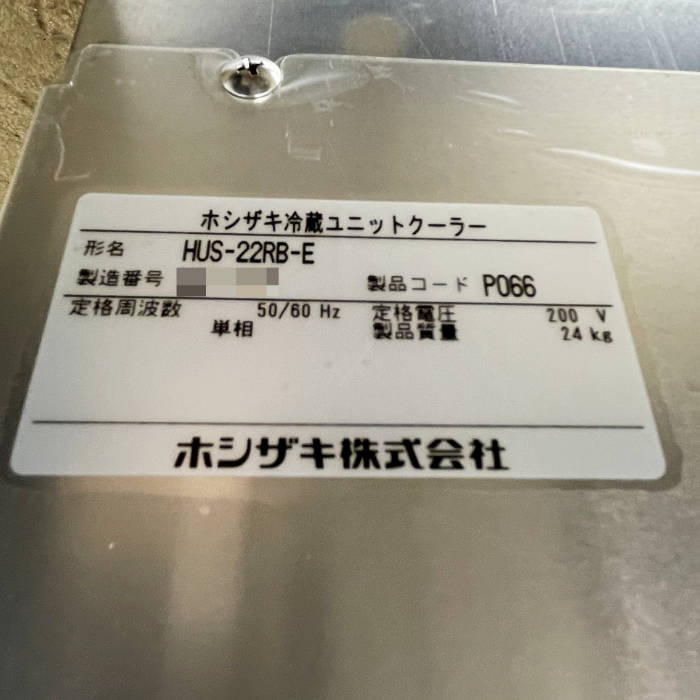 ホシザキ冷蔵ユニットクーラー
形名 HUS-22RB-E
製造番号 製品コード P066
定格周波数 50/60 Hz 定格電圧 200 V
単相 製品質量 24 kg
ホシザキ株式会社